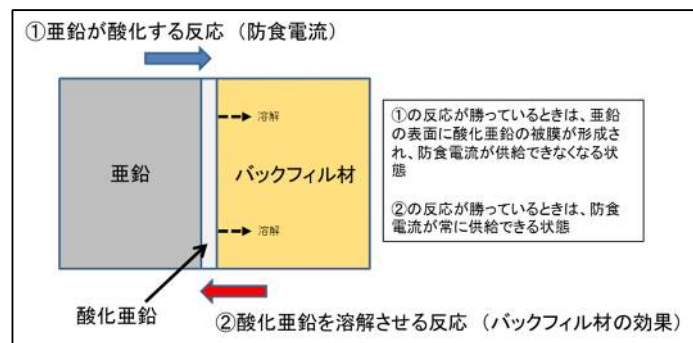 ①亜鉛が酸化する反応（防食電流）
溶解
亜鉛
バックフィル材
溶解
酸化亜鉛
②酸化亜鉛を溶解させる反応（バックフィル材の効果）
①の反応が勝っているときは、亜鉛
の表面に酸化亜鉛の被膜が形成さ
れ、防食電流が供給できなくなる状
態
②の反応が勝っているときは、防食
電流が常に供給できる状態